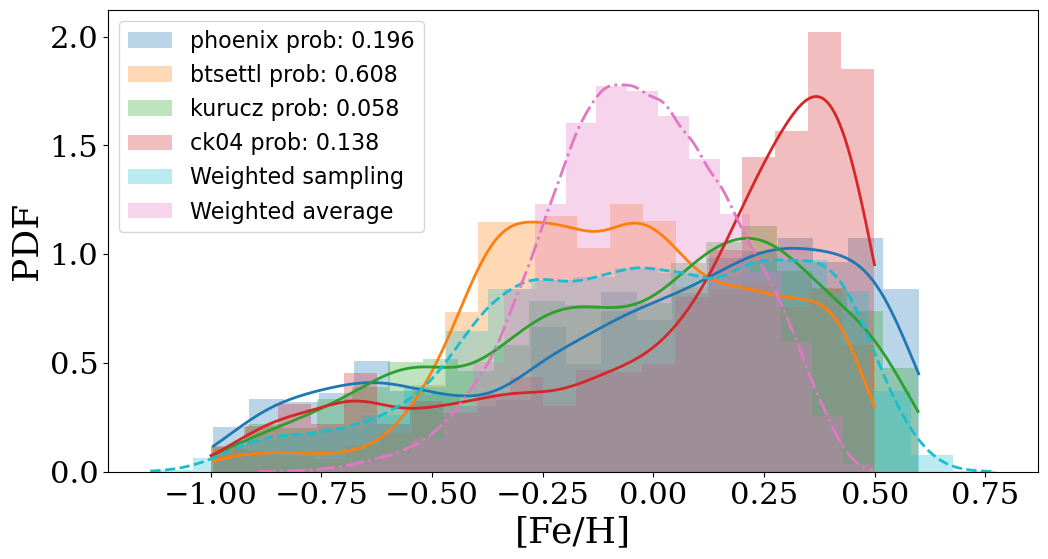 phoenix prob: 0.196
btsettl prob: 0.608
kurucz prob: 0.058
ck04 prob: 0.138
Weighted sampling
Weighted average
PDF
2.0
1.5
1.0
0.5
0.0
−1.00 −0.75 −0.50 −0.25 0.00 0.25 0.50 0.75
[Fe/H]